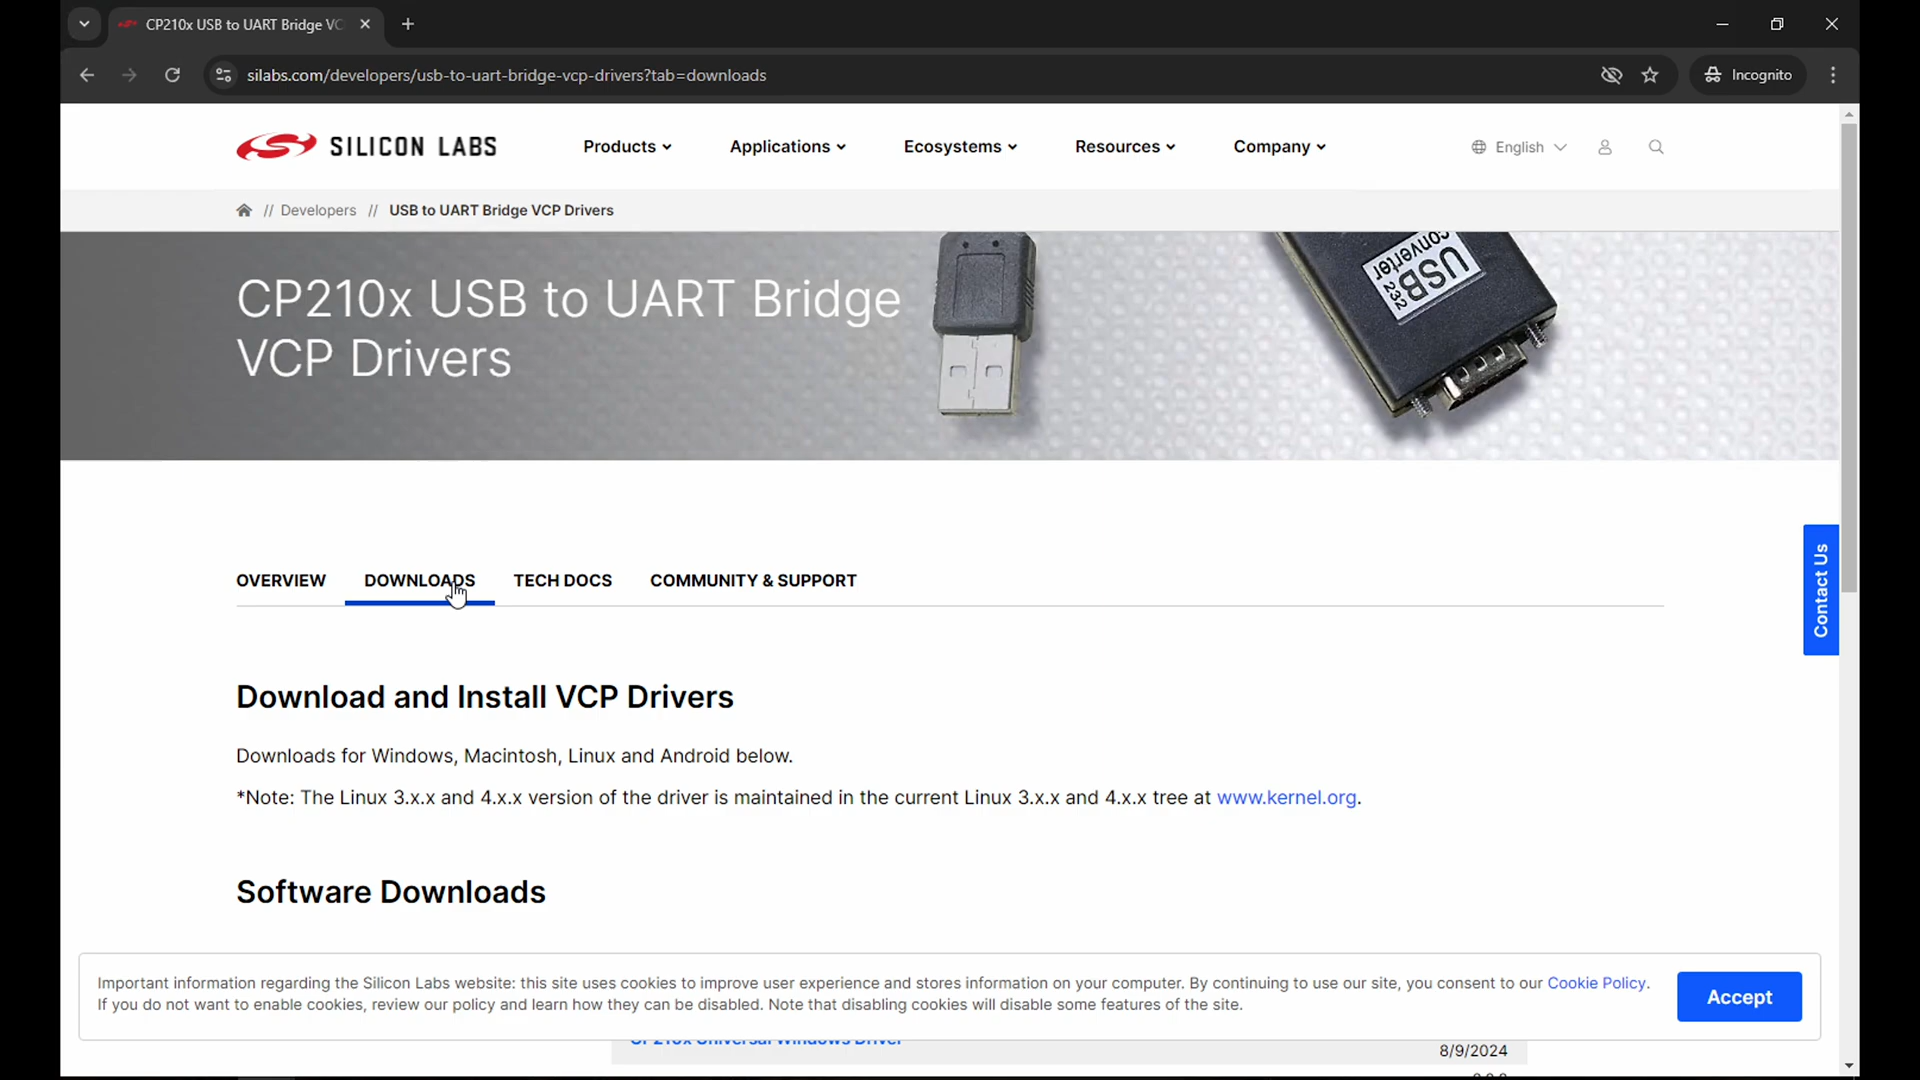 CP210x USB to UART Bridge VC
silabs.com/developers/usb-to-uart-bridge-vcp-drivers?tab=downloads
Incognito
SILICON LABS
Products
Applications
Ecosystems
Resources
Company
English
// Developers // USB to UART Bridge VCP Drivers
CP210x USB to UART Bridge
VCP Drivers
USB
232
converter
OVERVIEW
DOWNLOADS
TECH DOCS
COMMUNITY & SUPPORT
Contact Us
Download and Install VCP Drivers
Downloads for Windows, Macintosh, Linux and Android below.
*Note: The Linux 3.x.x and 4.x.x version of the driver is maintained in the current Linux 3.x.x and 4.x.x tree at www.kernel.org.
Software Downloads
Important information regarding the Silicon Labs website: this site uses cookies to improve user experience and stores information on your computer. By continuing to use our site, you consent to our Cookie Policy.
If you do not want to enable cookies, review our policy and learn how they can be disabled. Note that disabling cookies will disable some features of the site.
Accept
CP210x Universal Windows Driver
8/9/2024